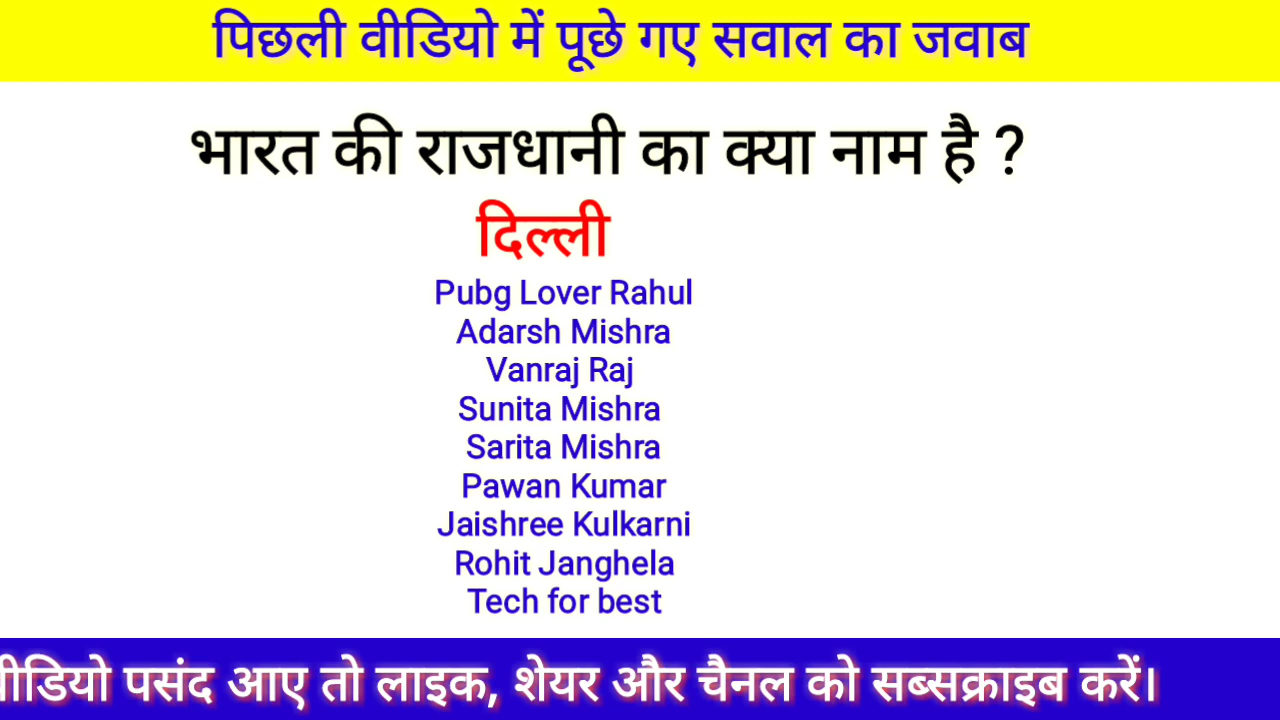 पिछली वीडियो में पूछे गए सवाल का जवाब
भारत की राजधानी का क्या नाम है ?
दिल्ली
Pubg Lover Rahul
Adarsh Mishra
Vanraj Raj
Sunita Mishra
Sarita Mishra
Pawan Kumar
Jaishree Kulkarni
Rohit Janghela
Tech for best
वीडियो पसंद आए तो लाइक, शेयर और चैनल को सब्सक्राइब करें।